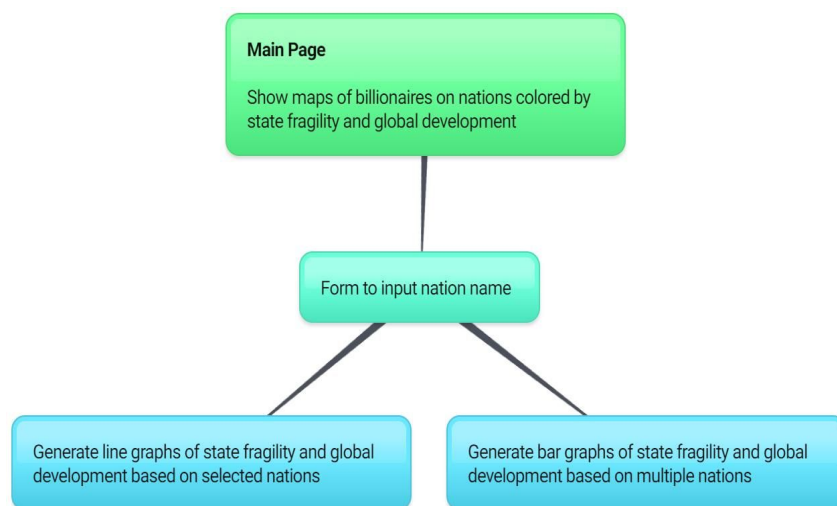 Main Page
Show maps of billionaires on nations colored by
state fragility and global development
Form to input nation name
Generate line graphs of state fragility and global
development based on selected nations
Generate bar graphs of state fragility and global
development based on multiple nations